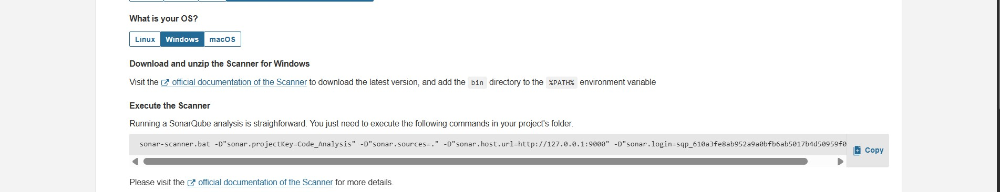 What is your OS?
Linux Windows macOS
Download and unzip the Scanner for Windows
Visit the official documentation of the Scanner to download the latest version, and add the bin directory to the %PATH% environment variable
Execute the Scanner
Running a SonarQube analysis is straighforward. You just need to execute the following commands in your project's folder.
sonar-scanner.bat -D"sonar.projectKey=Code_Analysis" -D"sonar.sources=." -D"sonar.host.url=http://127.0.0.1:9000" -D"sonar.login=sqp_610a3fe8ab952a9a0bfb6ab5017b4d50959f0
Copy
Please visit the official documentation of the Scanner for more details.